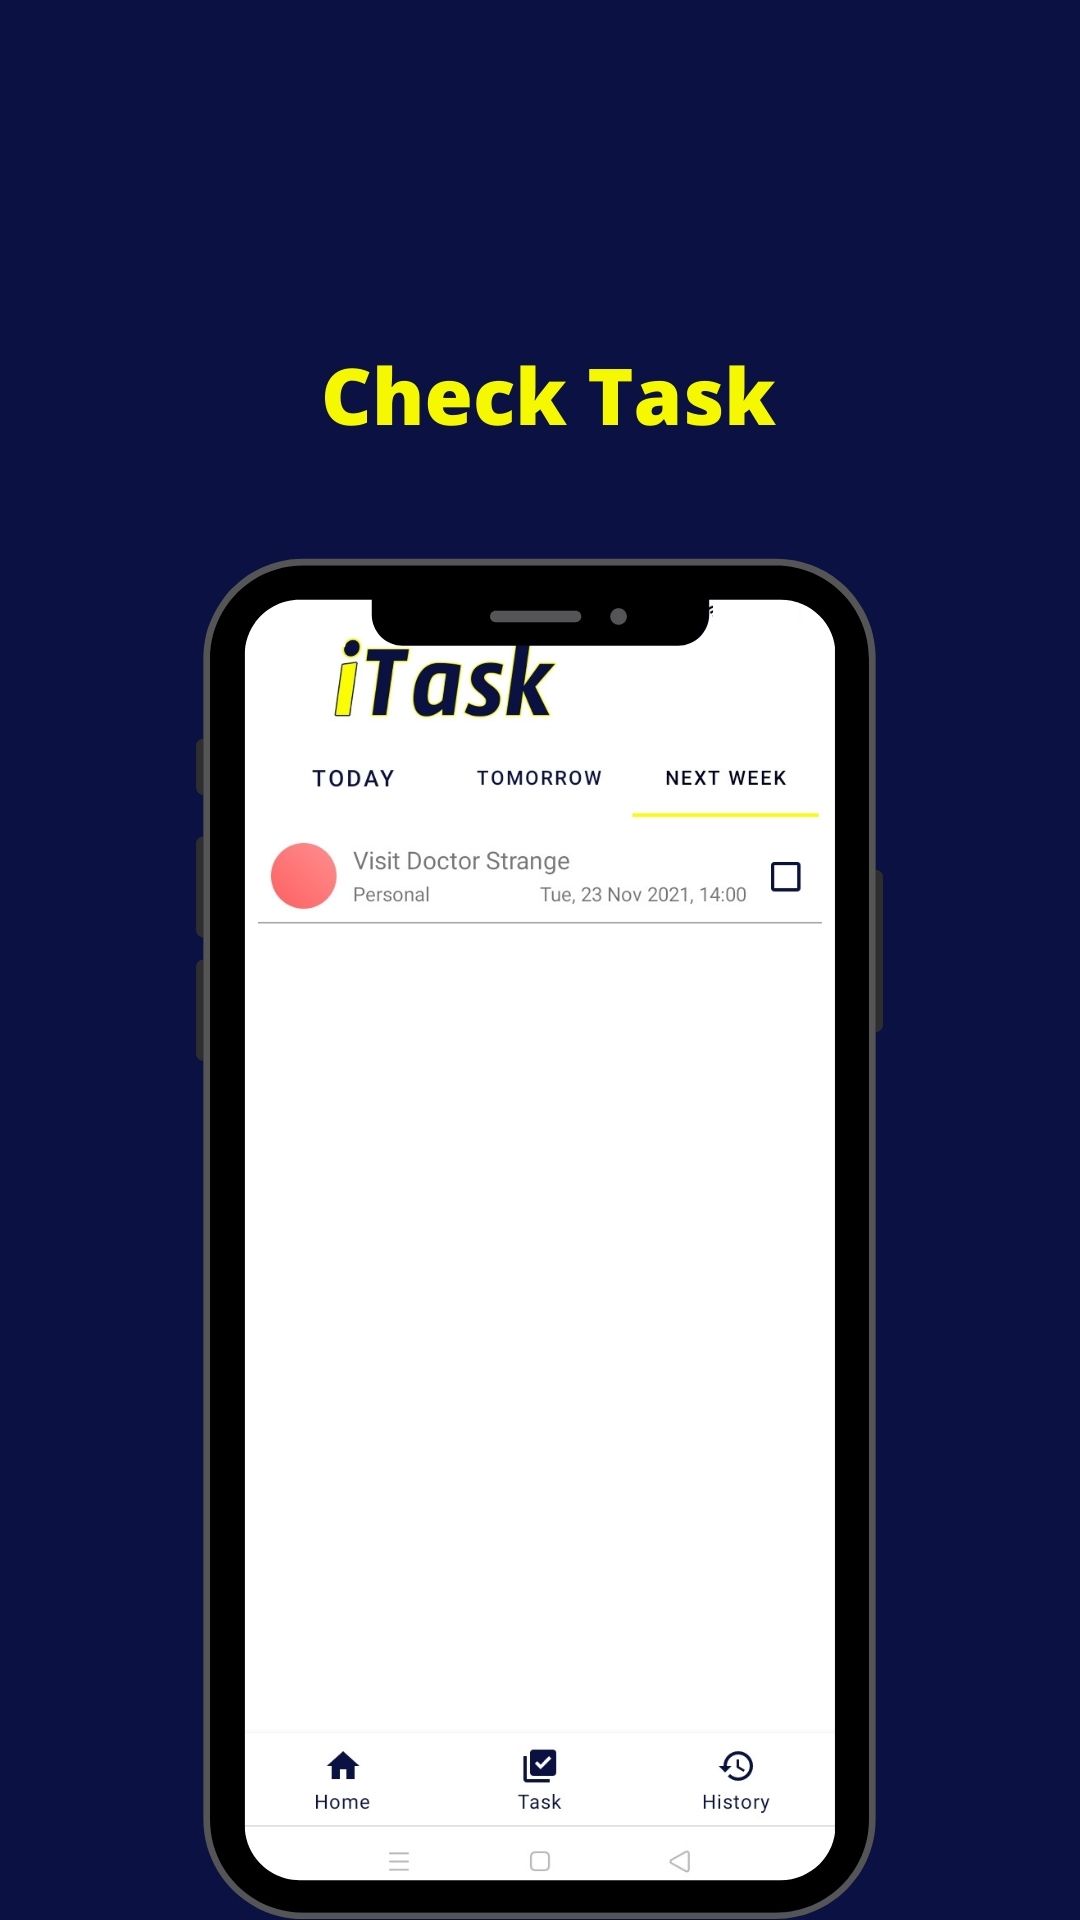 Check Task
iTask
TODAY TOMORROW NEXT WEEK
Visit Doctor Strange
Personal Tue, 23 Nov 2021, 14:00
Home Task History